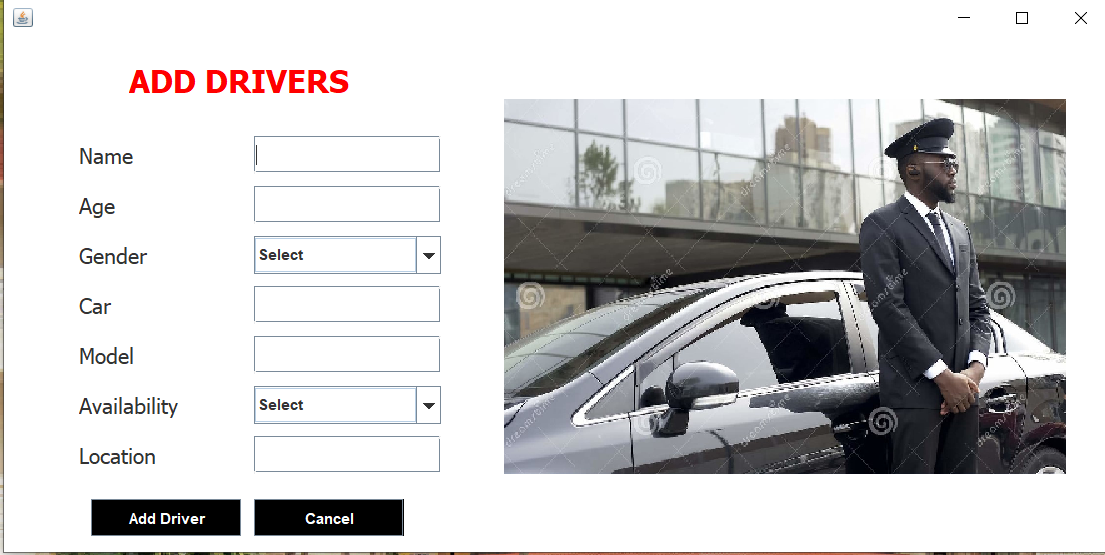 ADD DRIVERS
Name
Age
Gender Select
Car
Model
Availability Select
Location
Add Driver Cancel